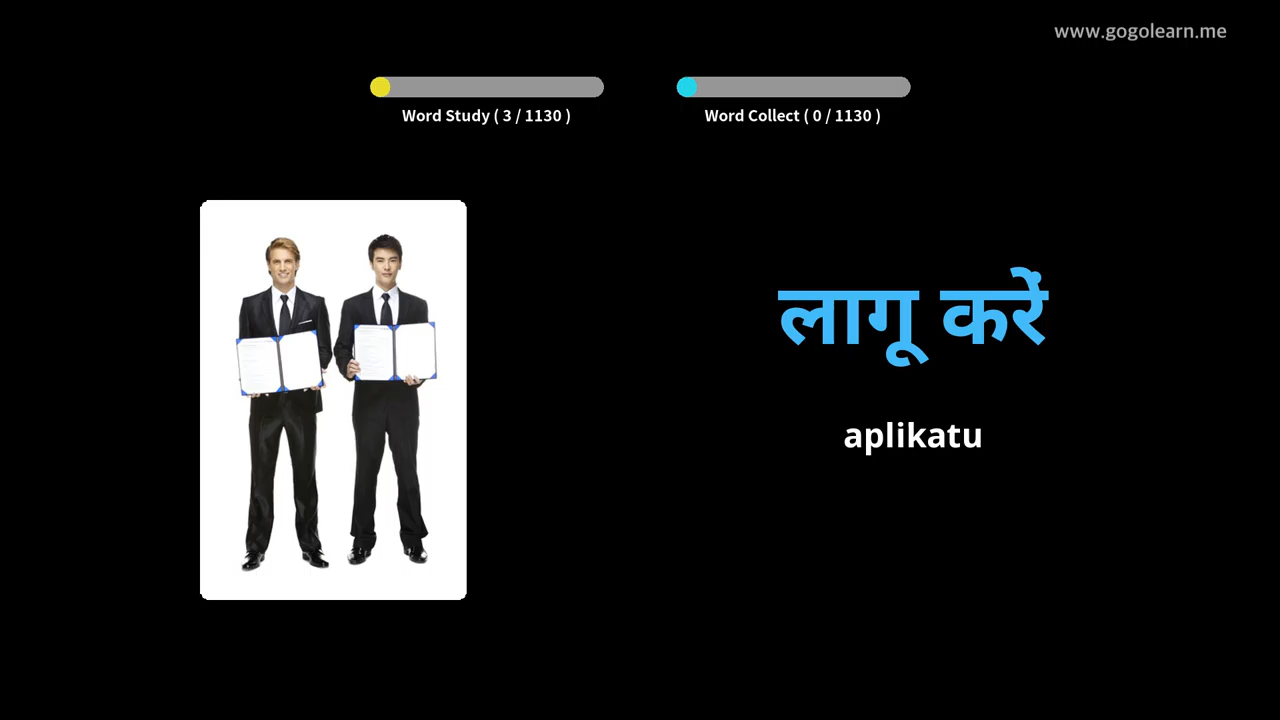 www.gogolearn.me
Word Study ( 3 / 1130 )
Word Collect ( 0 / 1130 )
लागू करें
aplikatu